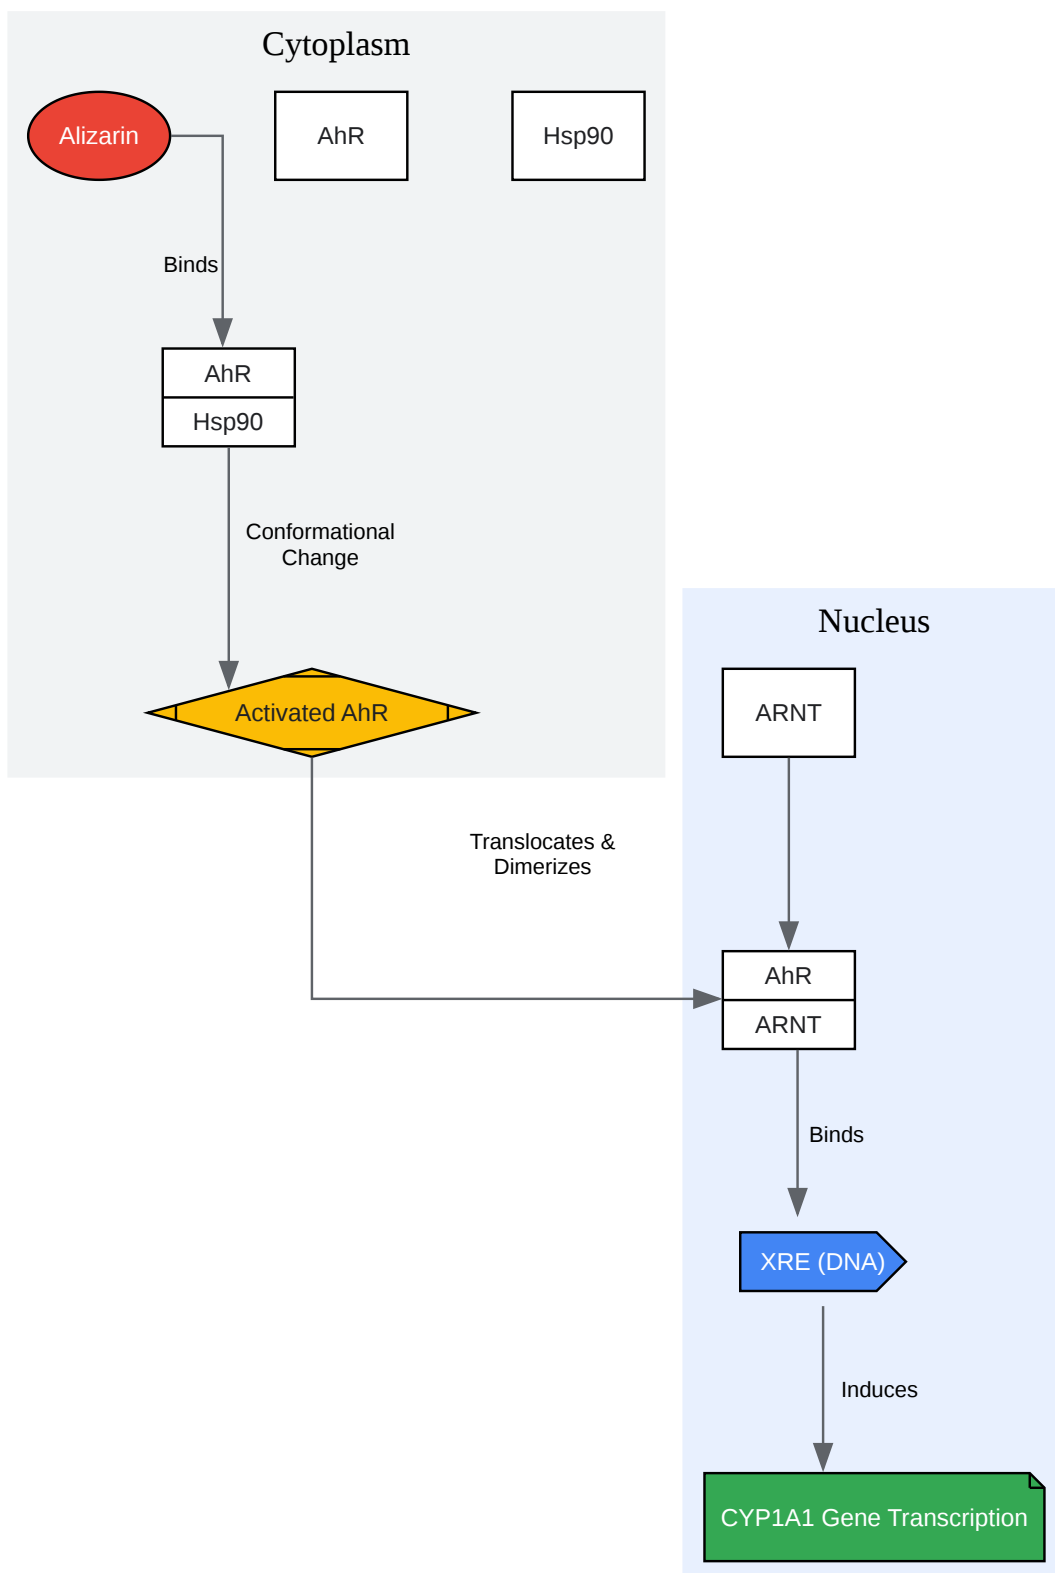 Cytoplasm
Alizarin
AhR
Hsp90
Binds
AhR
Hsp90
Conformational
Change
Activated AhR
Translocates &
Dimerizes
Nucleus
ARNT
AhR
ARNT
Binds
XRE (DNA)
Induces
CYP1A1 Gene Transcription